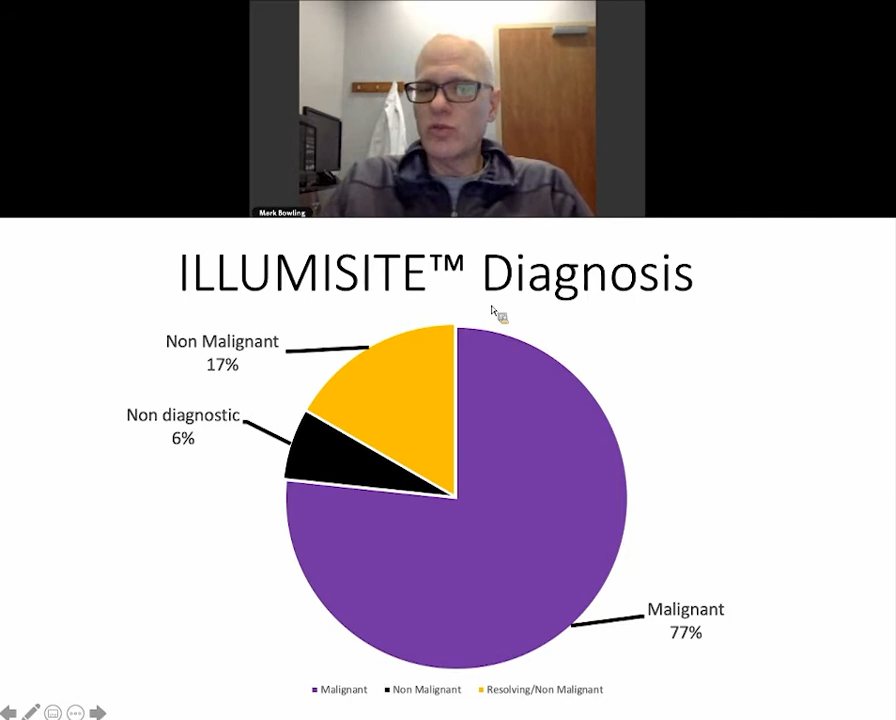 Mark Bowling
ILLUMISITE™ Diagnosis
Non Malignant
17%
Non diagnostic
6%
Malignant
77%
Malignant Non Malignant Resolving/Non Malignant